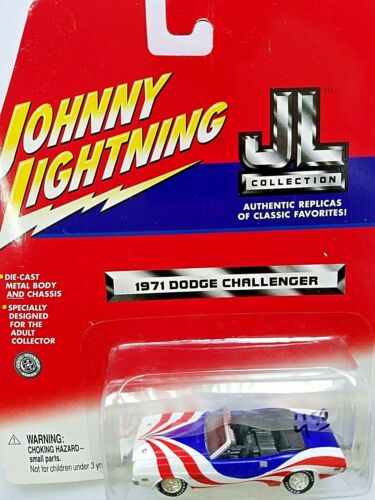 JOHNNY
LIGHTNING
JL
TM
COLLECTION
AUTHENTIC REPLICAS
OF CLASSIC FAVORITES!
•DIE-CAST
METAL BODY
AND CHASSIS
•SPECIALLY
DESIGNED
FOR THE
ADULT
COLLECTOR
1971 DODGE CHALLENGER
WARNING:
CHOKING HAZARD--
small parts.
Not for children under 3